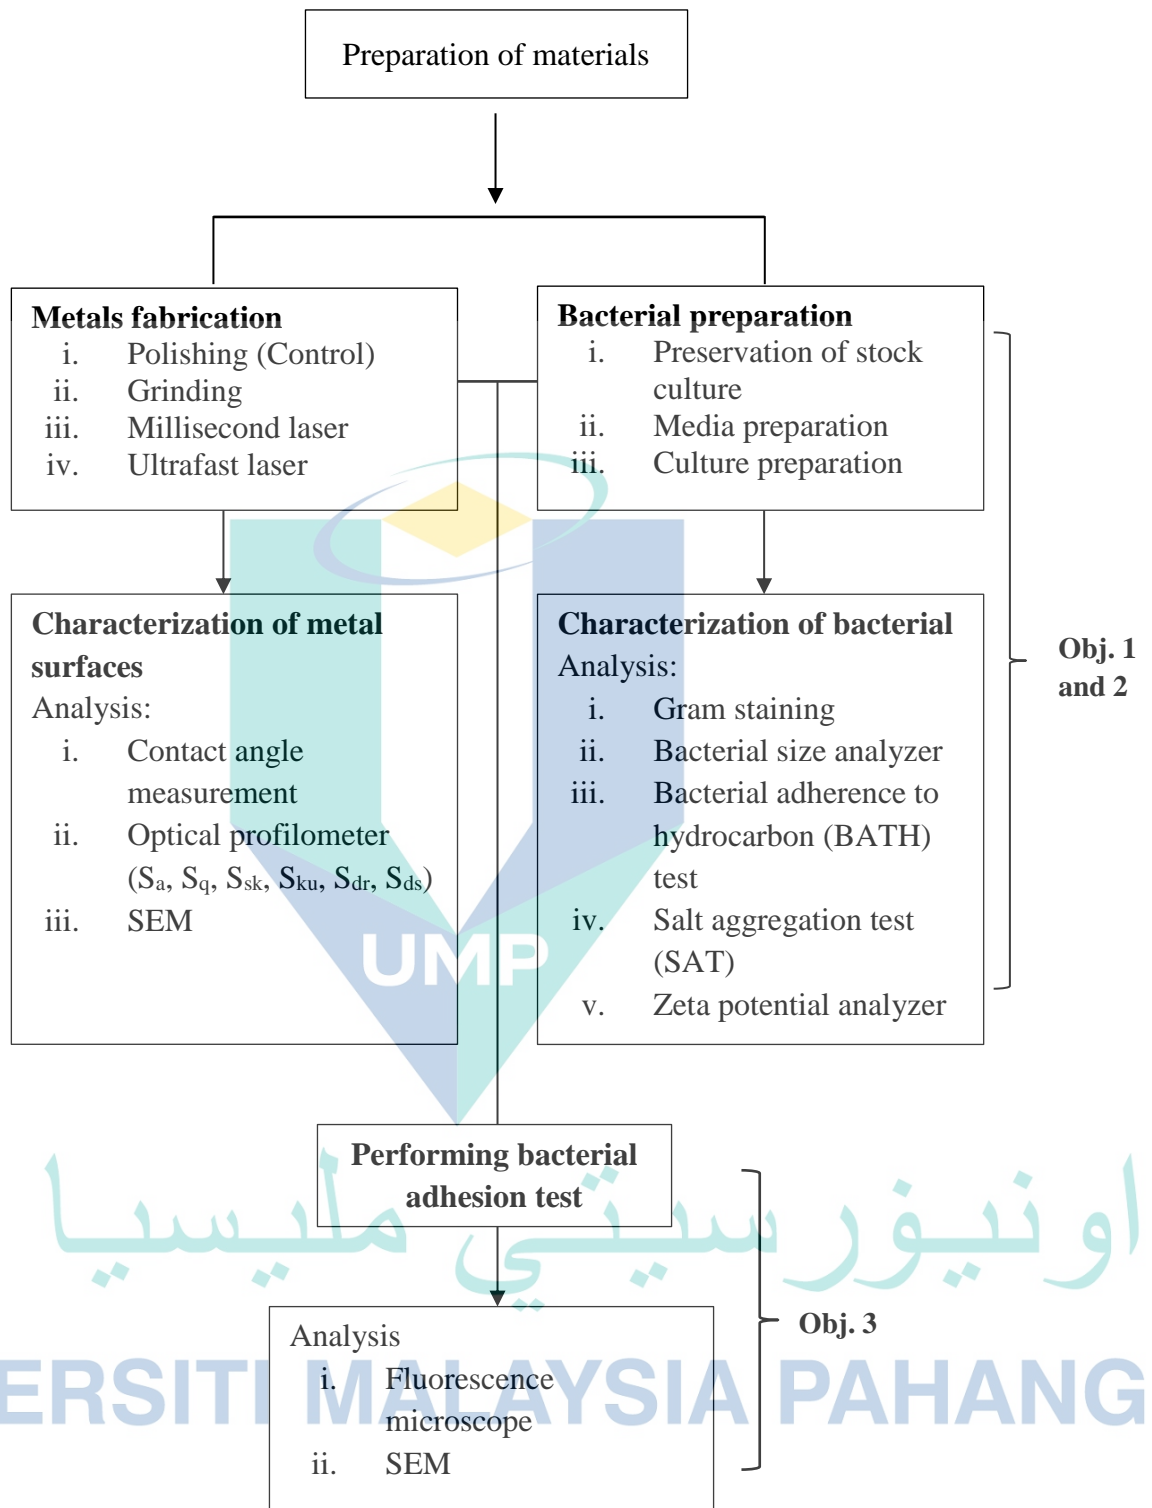 Preparation of materials
Metals fabrication
i. Polishing (Control)
ii. Grinding
iii. Millisecond laser
iv. Ultrafast laser
Bacterial preparation
i. Preservation of stock
culture
ii. Media preparation
iii. Culture preparation
Characterization of metal
surfaces
Analysis:
i. Contact angle
measurement
ii. Optical profilometer
(Sa, Sq, Ssk, Sku, Sdr, Sds)
iii. SEM
Characterization of bacterial
Analysis:
i. Gram staining
ii. Bacterial size analyzer
iii. Bacterial adherence to
hydrocarbon (BATH)
test
iv. Salt aggregation test
(SAT)
v. Zeta potential analyzer
Obj. 1
and 2
UMP
Performing bacterial
adhesion test
اونيۏرسيتي مليسيا
Obj. 3
Analysis
i. Fluorescence
microscope
ii. SEM
ERSITI MALAYSIA PAHANG